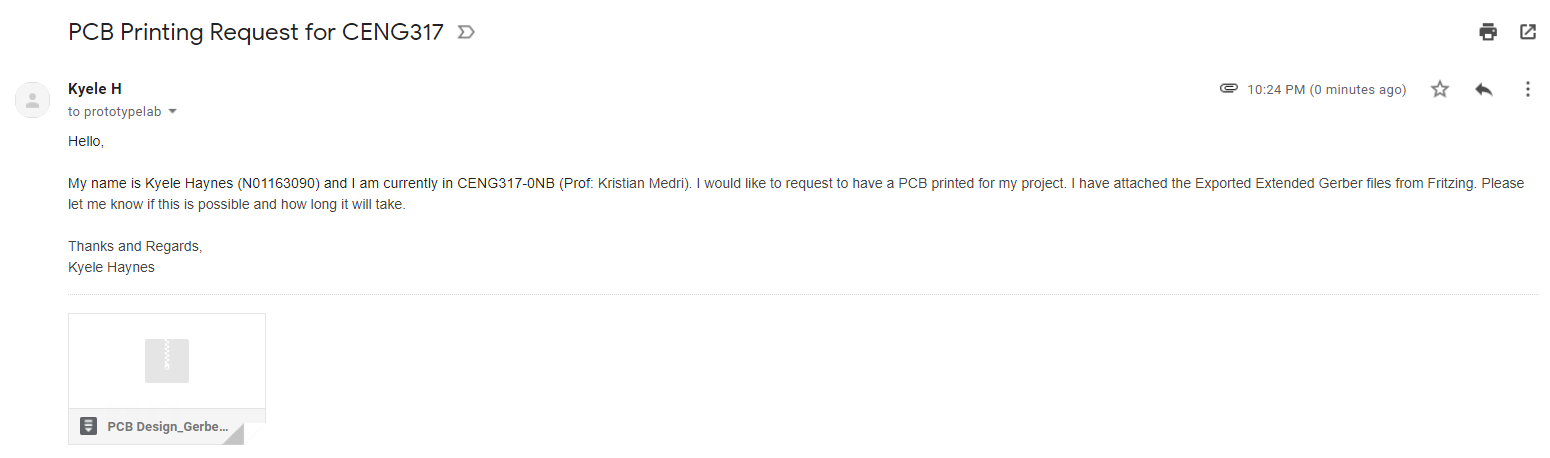 PCB Printing Request for CENG317
Kyele H
10:24 PM (0 minutes ago)
to prototypelab
Hello,
My name is Kyele Haynes (N01163090) and I am currently in CENG317-0NB (Prof: Kristian Medri). I would like to request to have a PCB printed for my project. I have attached the Exported Extended Gerber files from Fritzing. Please
let me know if this is possible and how long it will take.
Thanks and Regards,
Kyele Haynes
PCB Design_Gerbe...